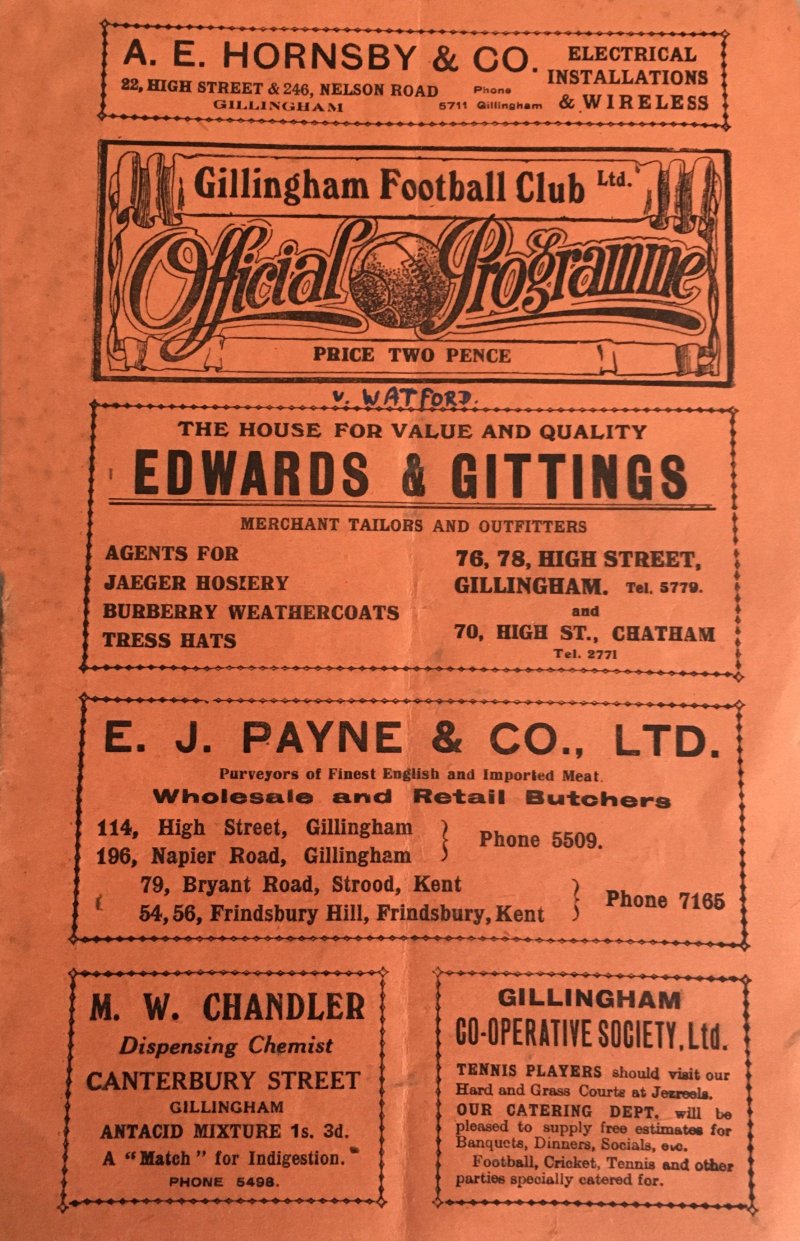 A. E. HORNSBY & CO.
22, HIGH STREET & 246, NELSON ROAD
GILLINGHAM
Phone
5711 Gillingham
ELECTRICAL
INSTALLATIONS
& WIRELESS
Gillingham Football Club Ltd.
Official Programme
PRICE TWO PENCE
v. WATFORD.
THE HOUSE FOR VALUE AND QUALITY
EDWARDS & GITTINGS
MERCHANT TAILORS AND OUTFITTERS
AGENTS FOR
JAEGER HOSIERY
BURBERRY WEATHERCOATS
TRESS HATS
76, 78, HIGH STREET,
GILLINGHAM. Tel. 5779.
and
70, HIGH ST., CHATHAM
Tel. 2771
E. J. PAYNE & CO., LTD.
Purveyors of Finest English and Imported Meat.
Wholesale and Retail Butchers
114, High Street, Gillingham
196, Napier Road, Gillingham
Phone 5509.
79, Bryant Road, Strood, Kent
54, 56, Frindsbury Hill, Frindsbury, Kent
Phone 7165
M. W. CHANDLER
Dispensing Chemist
CANTERBURY STREET
GILLINGHAM
ANTACID MIXTURE 1s. 3d.
A "Match" for Indigestion.
PHONE 5498.
GILLINGHAM
CO-OPERATIVE SOCIETY, Ltd.
TENNIS PLAYERS should visit our
Hard and Grass Courts at Jezreels.
OUR CATERING DEPT. will be
pleased to supply free estimates for
Banquets, Dinners, Socials, etc.
Football, Cricket, Tennis and other
parties specially catered for.